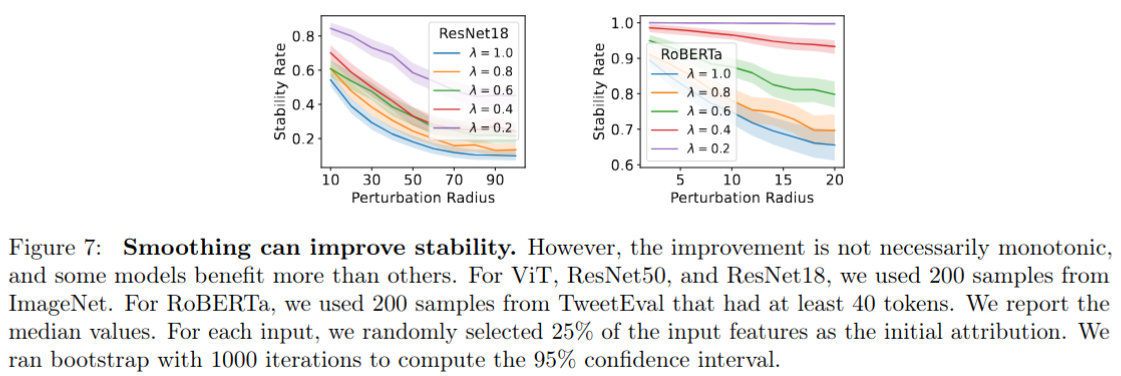 0.8
0.6
0.4
0.2
Stability Rate
ResNet18
λ = 1.0
λ = 0.8
λ = 0.6
λ = 0.4
λ = 0.2
10 30 50 70 90
Perturbation Radius
1.0
0.9
0.8
0.7
0.6
Stability Rate
RoBERTa
λ = 1.0
λ = 0.8
λ = 0.6
λ = 0.4
λ = 0.2
5 10 15 20
Perturbation Radius
Figure 7: Smoothing can improve stability. However, the improvement is not necessarily monotonic,
and some models benefit more than others. For ViT, ResNet50, and ResNet18, we used 200 samples from
ImageNet. For RoBERTa, we used 200 samples from TweetEval that had at least 40 tokens. We report the
median values. For each input, we randomly selected 25% of the input features as the initial attribution. We
ran bootstrap with 1000 iterations to compute the 95% confidence interval.